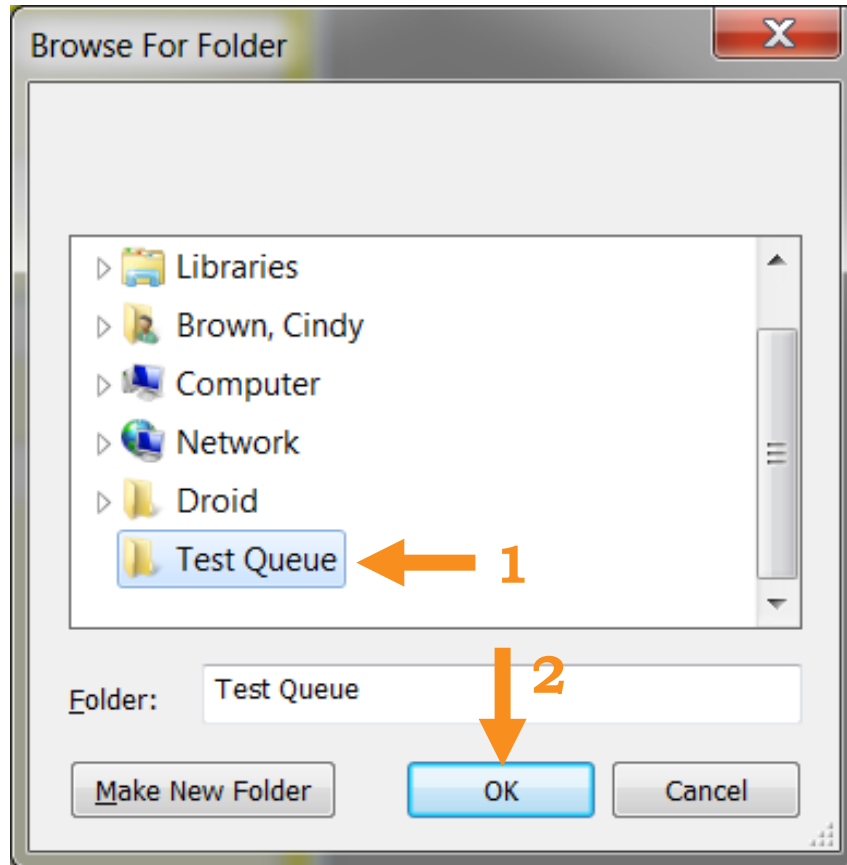 Browse For Folder
Libraries
Brown, Cindy
Computer
Network
Droid
Test Queue 1
2
Folder: Test Queue
Make New Folder OK Cancel